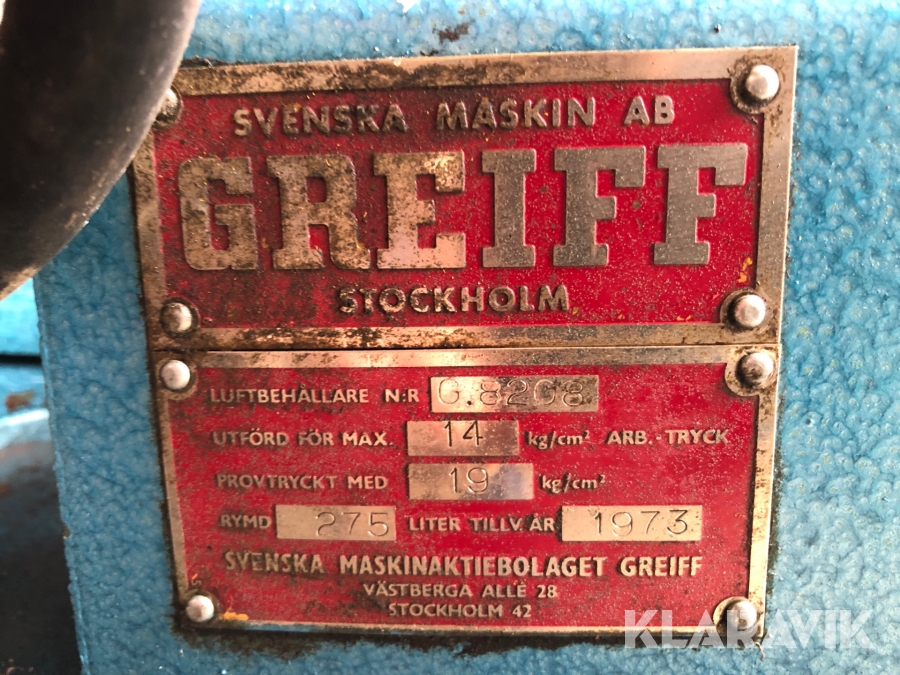 SVENSKA MASKIN AB
GREIFF
STOCKHOLM
LUFTBEHÅLLARE N:R G.8268
UTFÖRD FÖR MAX. 14 kg/cm² ARB.-TRYCK
PROVTRYCKT MED 19 kg/cm²
RYMD 275 LITER TILLV. ÅR 1973
SVENSKA MASKINAKTIEBOLAGET GREIFF
VÄSTBERGA ALLÉ 28
STOCKHOLM 42
KLARAVIK